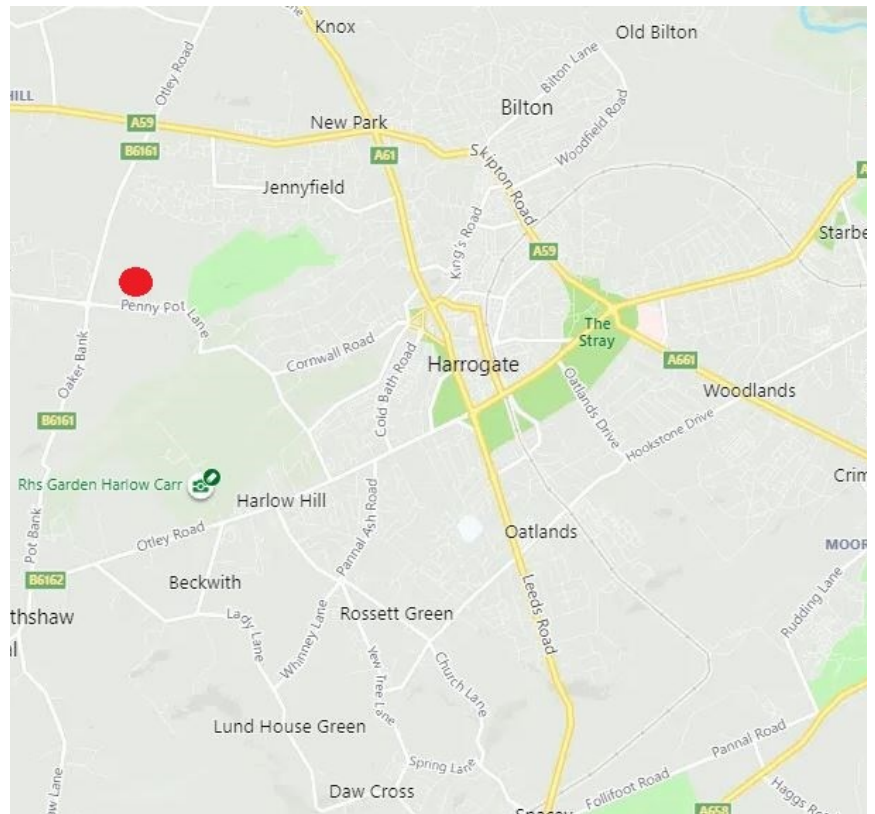 Knox
Old Bilton
Otley Road
Bilton Lane
HILL
Bilton
A59
New Park
Woodfield Road
B6161
A61
Skipton Road
Jennyfield
King's Road
Starbe
A59
Penny Pot Lane
The
Stray
Cornwall Road
Oaker Bank
Harrogate
A661
Cold Bath Road
Oatlands Drive
Woodlands
B6161
Hookstone Drive
Rhs Garden Harlow Carr
Crim
Harlow Hill
Pot Bank
Otley Road
Pannal Ash Road
Oatlands
MOOR
B6162
Beckwith
Leeds Road
thshaw
Lady Lane
Whinney Lane
Rossett Green
Rudding Lane
Yew Tree Lane
Church Lane
Lund House Green
Pannal Road
Spring Lane
Follifoot Road
Daw Cross
Haggs Ro
ow Lane
Spacey
A658